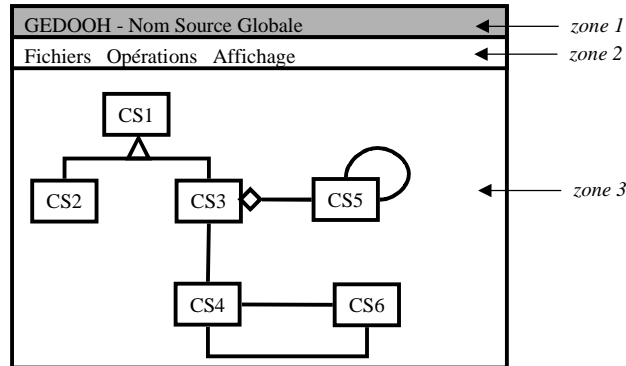 GEDOOH - Nom Source Globale
zone 1
Fichiers Opérations Affichage
zone 2
CS1
CS2
CS3
CS5
zone 3
CS4
CS6